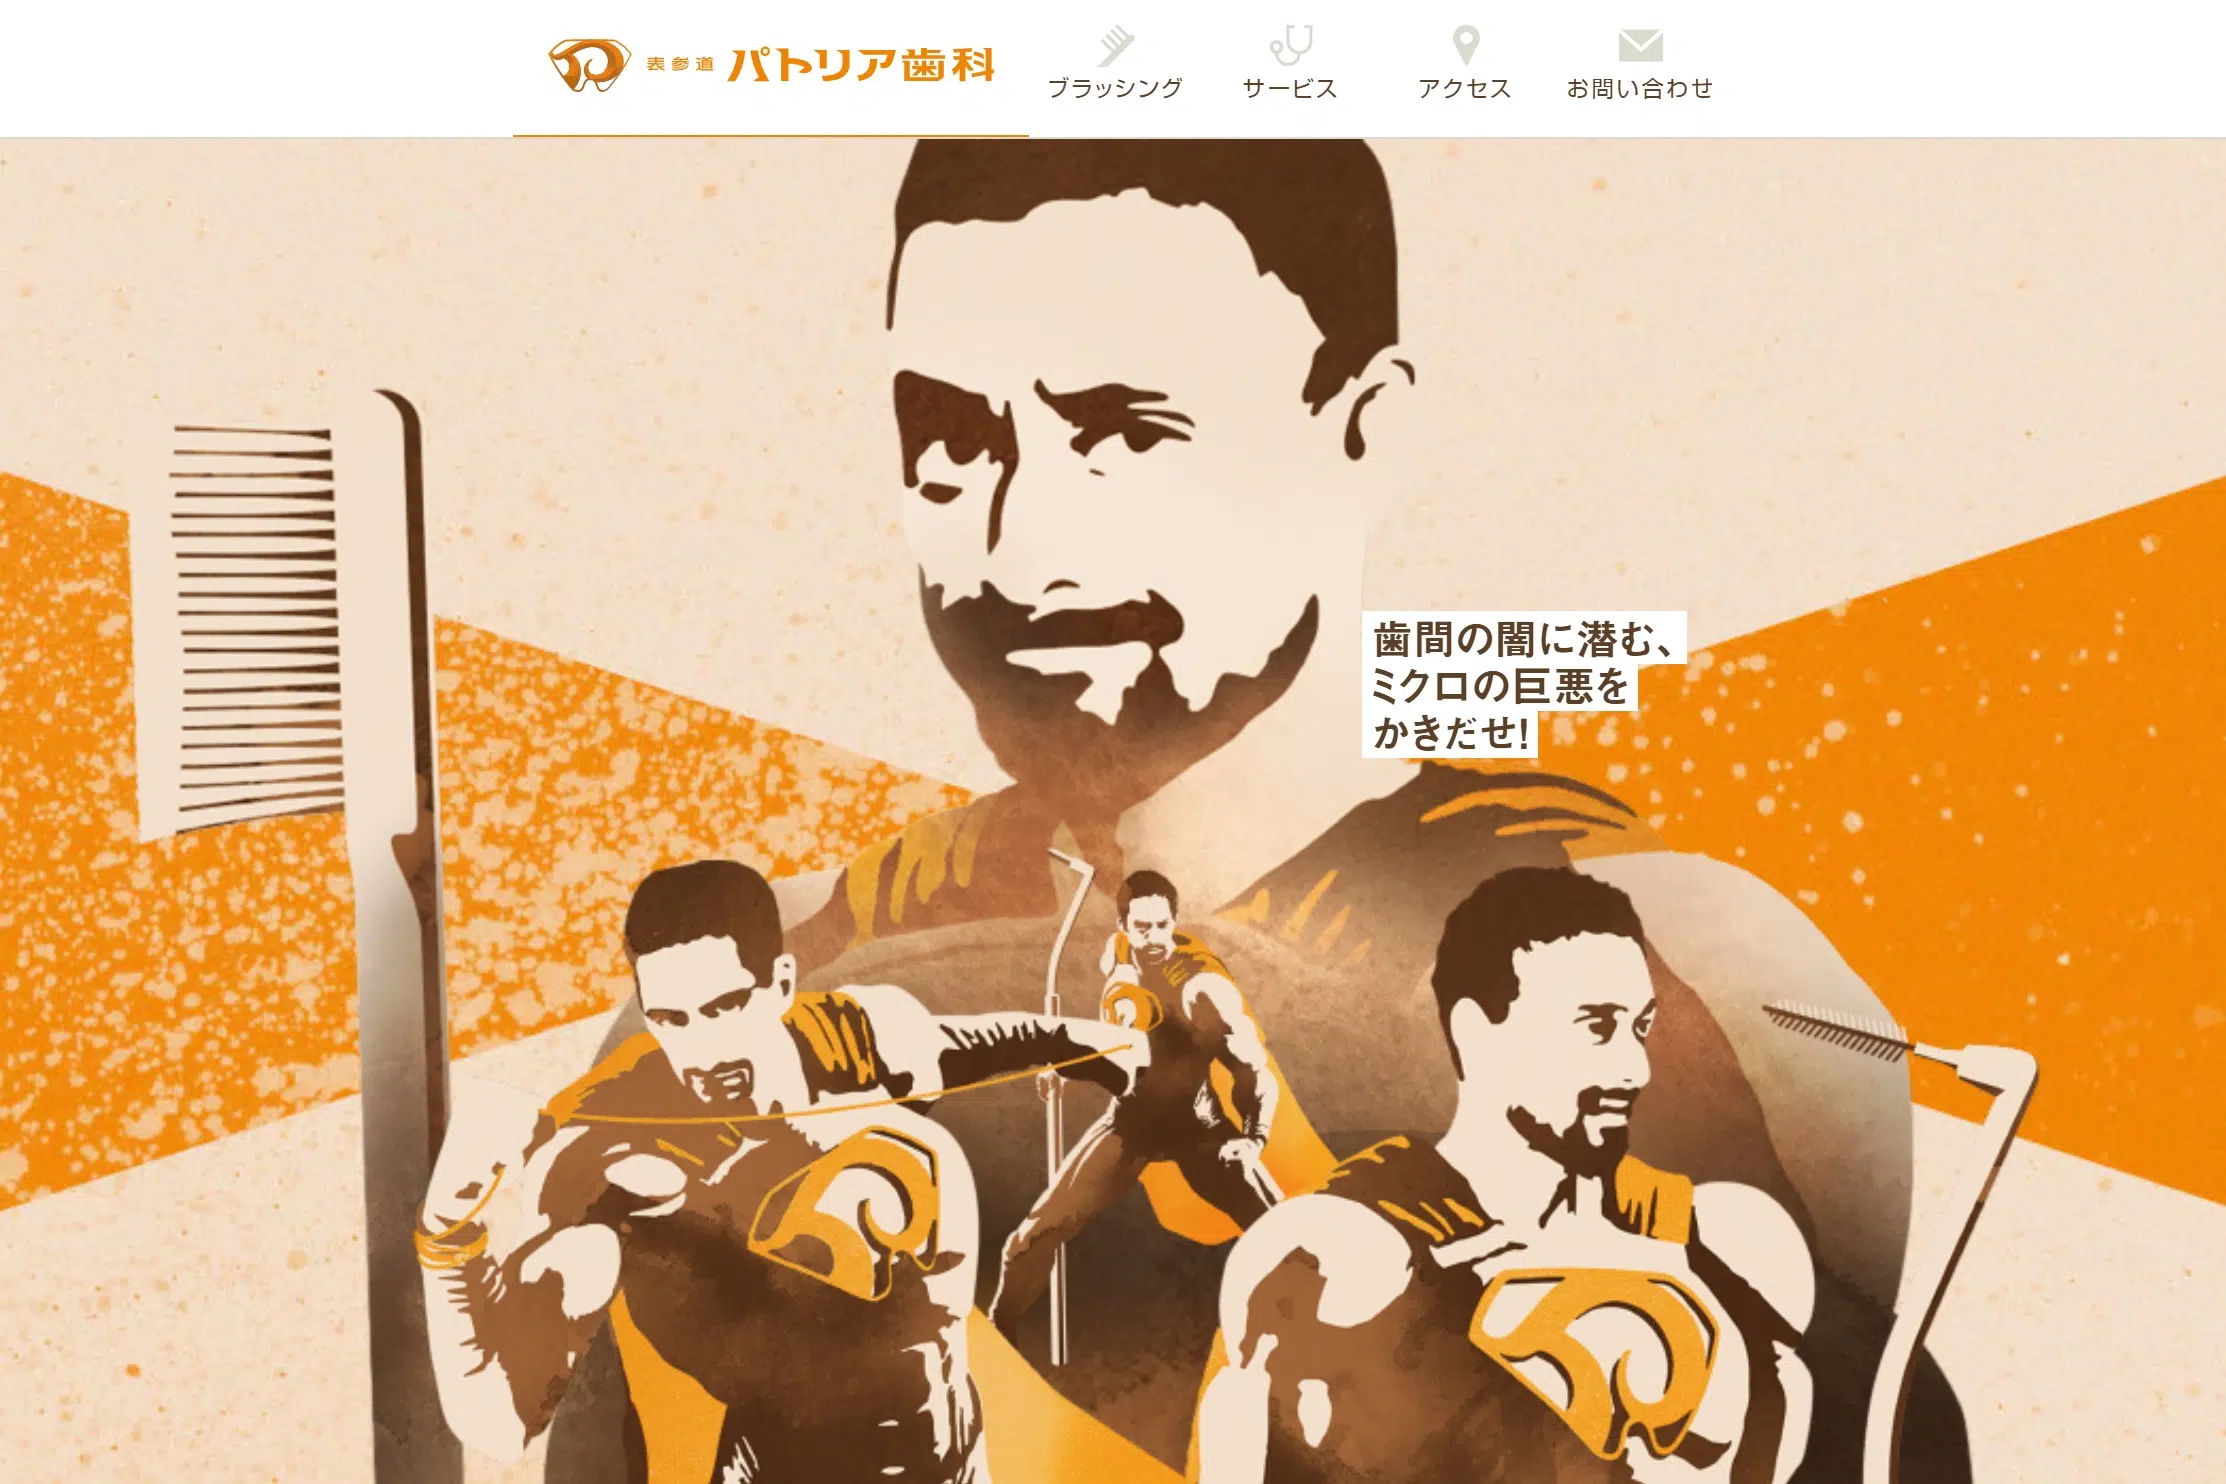 表参道 パトリア歯科
ブラッシング
サービス
アクセス
お問い合わせ
歯間の闇に潜む、
ミクロの巨悪を
かきだせ!